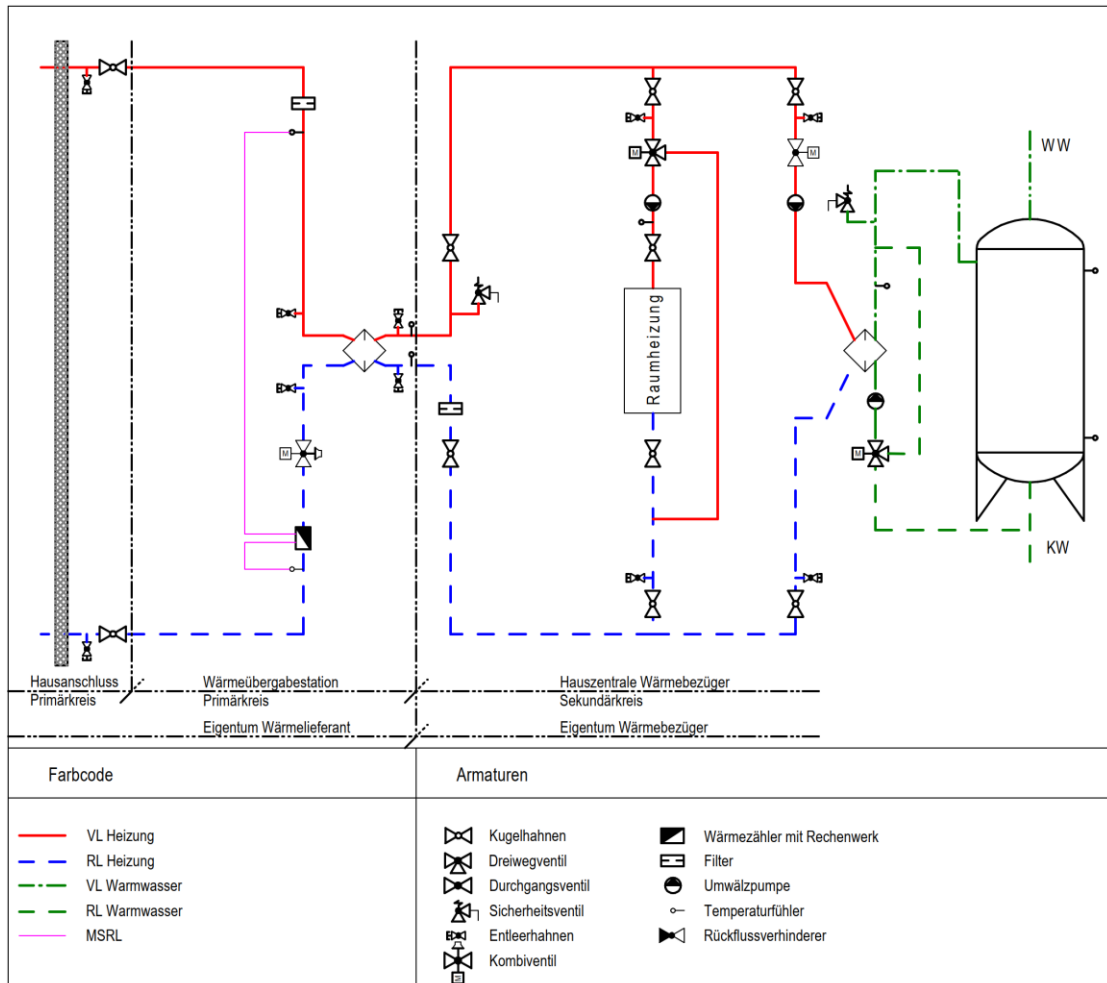 WW
M
M
Raumheizung
M
M
KW
Hausanschluss
Primärkreis
Wärmeübergabestation
Primärkreis
Hauszentrale Wärmebezüger
Sekundärkreis
Eigentum Wärmelieferant
Eigentum Wärmebezüger
Farbcode
VL Heizung
RL Heizung
VL Warmwasser
RL Warmwasser
MSRL
Armaturen
Kugelhahnen
Dreiwegventil
Durchgangsventil
Sicherheitsventil
Entleerhahnen
Kombiventil
M
Wärmezähler mit Rechenwerk
Filter
Umwälzpumpe
Temperaturfühler
Rückflussverhinderer